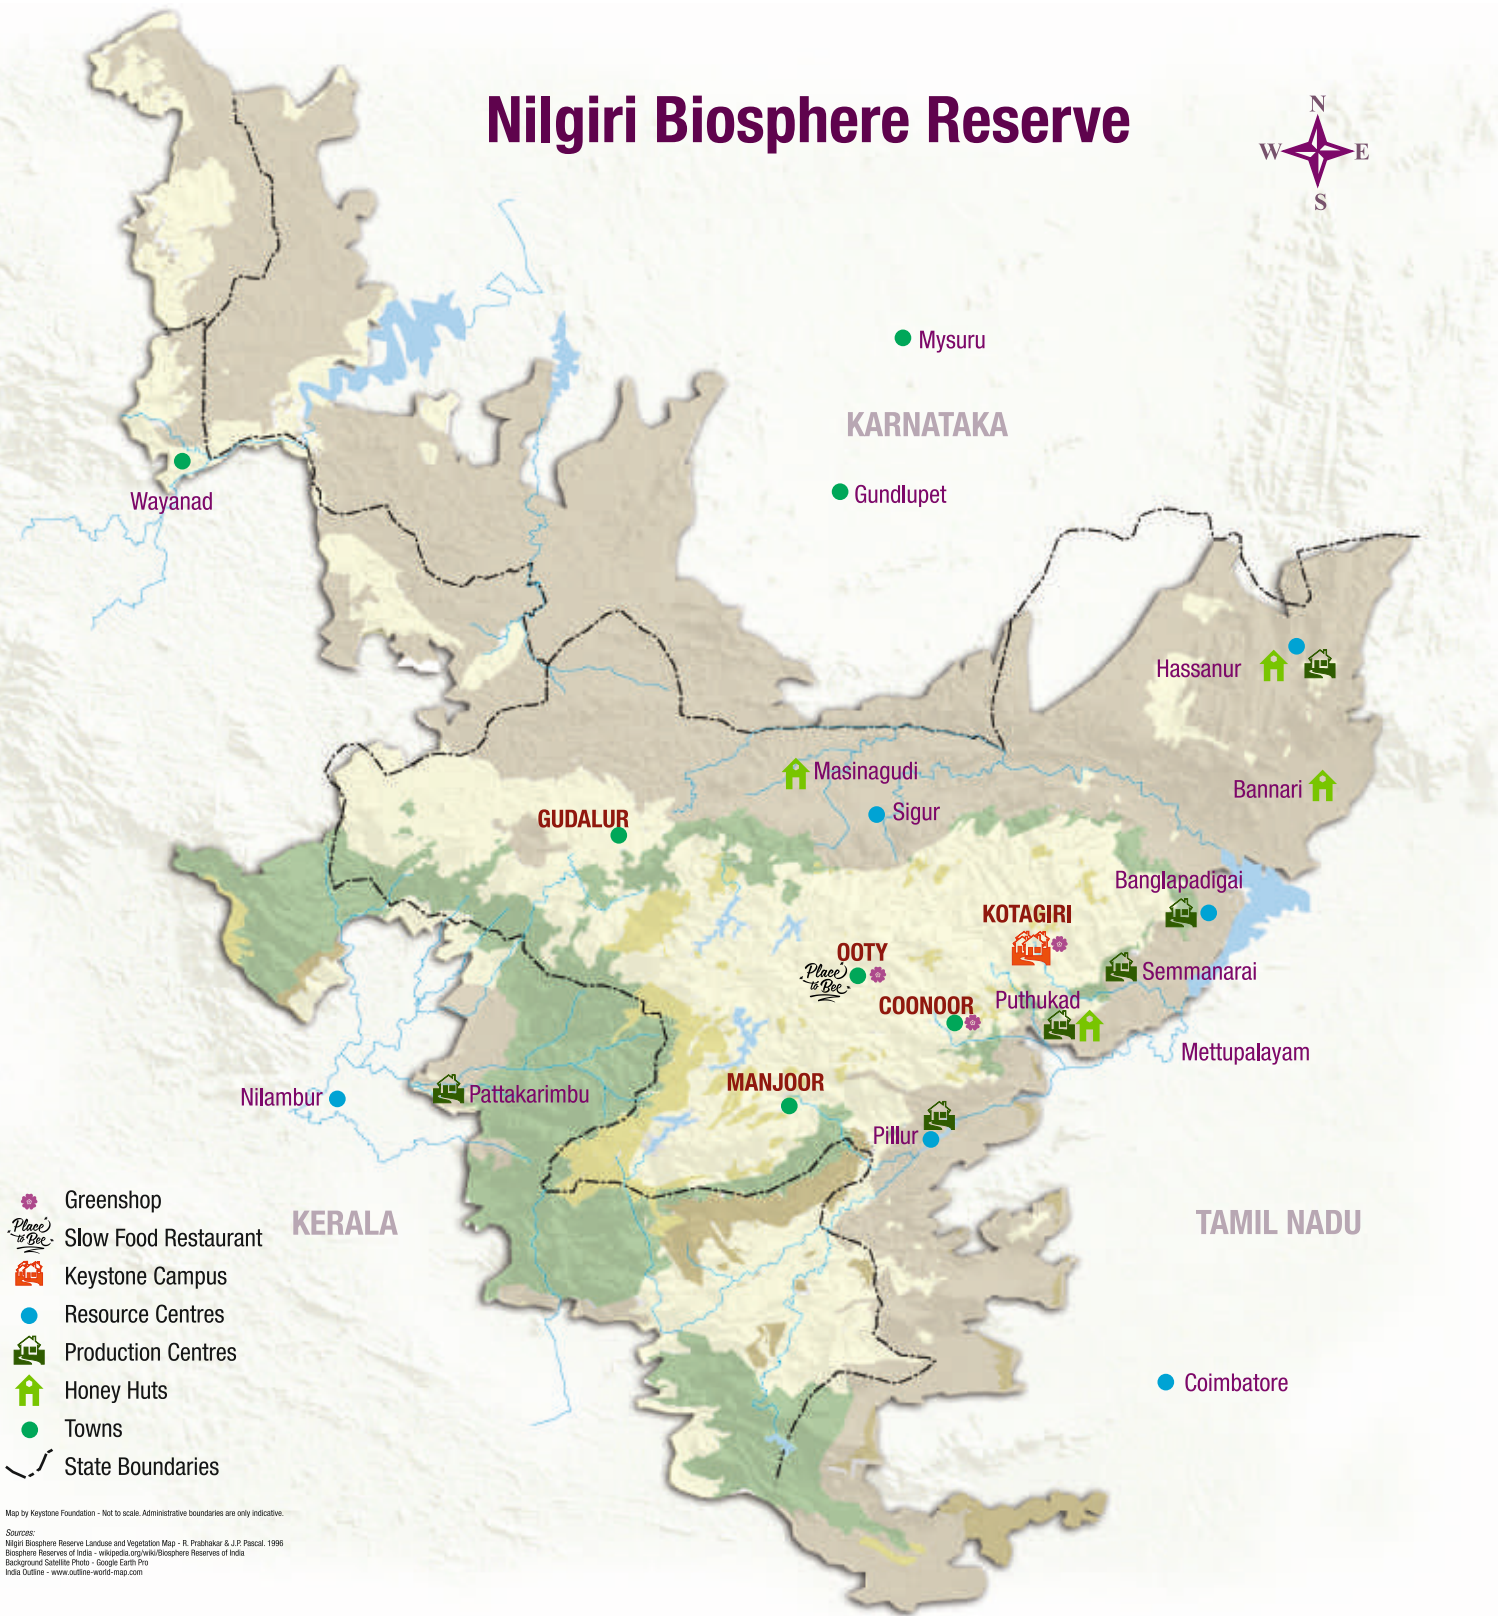 Nilgiri Biosphere Reserve
N
W
E
S
Mysuru
KARNATAKA
Gundlupet
Wayanad
Hassanur
Masinagudi
Bannari
Sigur
GUDALUR
Banglapadigai
KOTAGIRI
OOTY
Place
to Bee
Semmanarai
COONOOR
Puthukad
Mettupalayam
MANJOOR
Nilambur
Pattakarimbu
Pillur
KERALA
TAMIL NADU
Coimbatore
Greenshop
Place
to Bee
Slow Food Restaurant
Keystone Campus
Resource Centres
Production Centres
Honey Huts
Towns
State Boundaries
Map by Keystone Foundation - Not to scale. Administrative boundaries are only indicative.
Sources:
Nilgiri Biosphere Reserve Landuse and Vegetation Map - R. Prabhakar & J.P. Pascal. 1996
Biosphere Reserves of India - wikipedia.org/wiki/Biosphere Reserves of India
Background Satellite Photo - Google Earth Pro
India Outline - www.outline-world-map.com